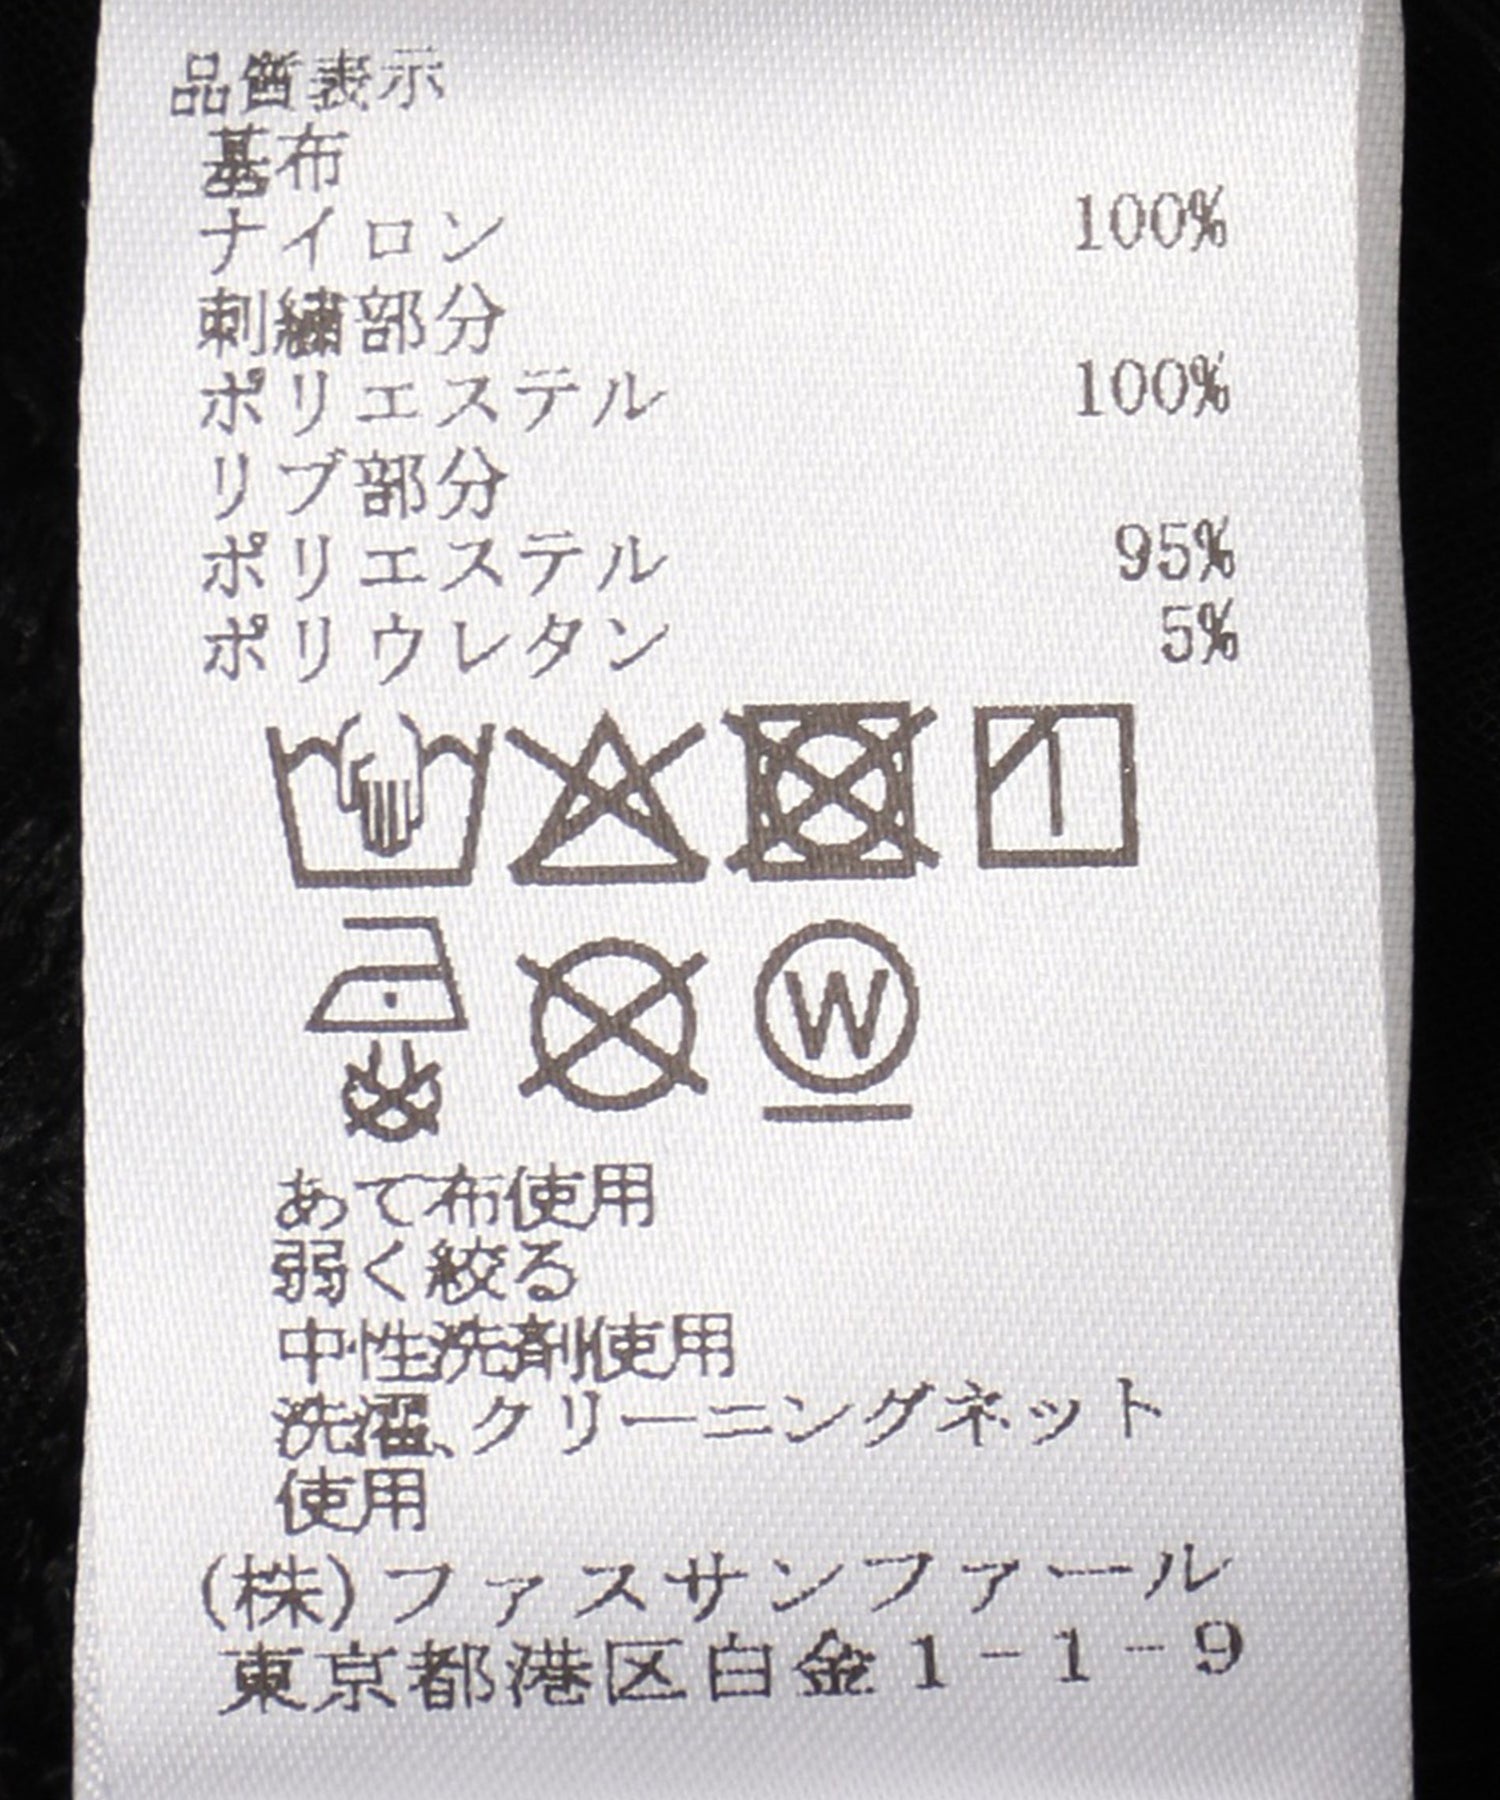 品質表示
基布
ナイロン 100%
刺繍部分
ポリエステル 100%
リブ部分
ポリエステル 95%
ポリウレタン 5%
W
あて布使用
弱く絞る
中性洗剤使用
洗濯、クリーニングネット
使用
(株)ファスサンファール
東京都港区白金1-1-9